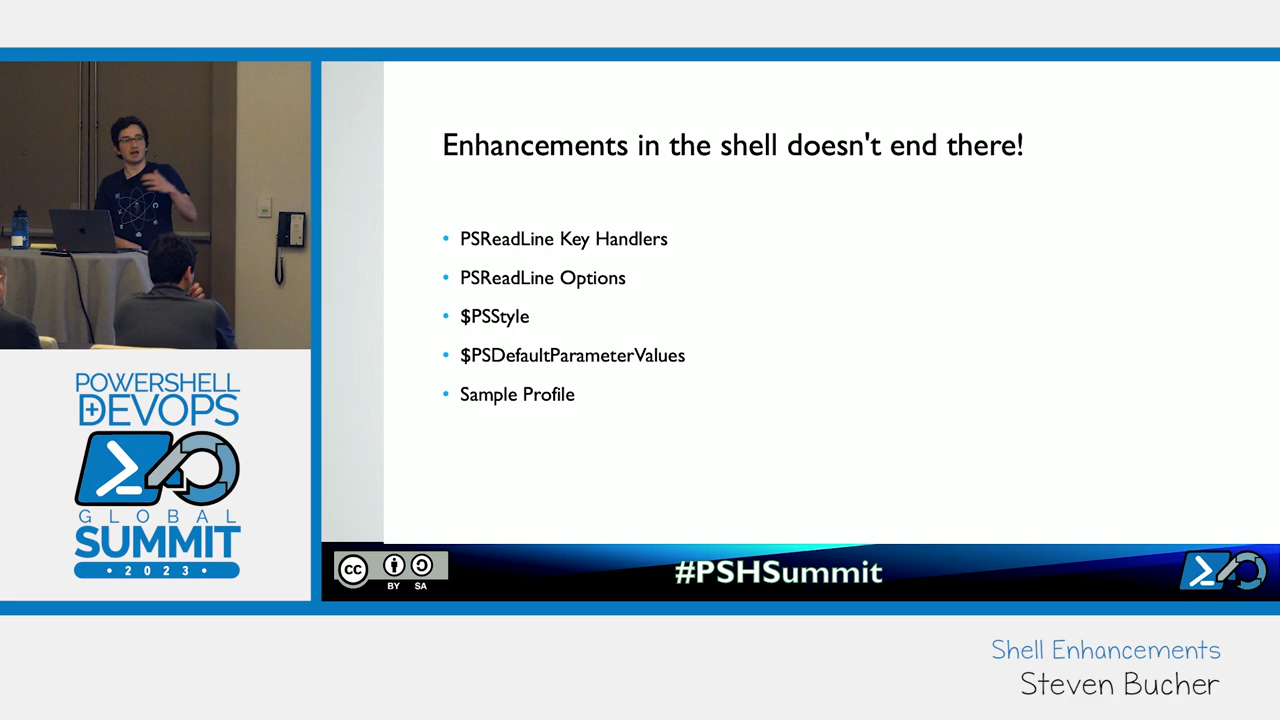 Enhancements in the shell doesn't end there!
• PSReadLine Key Handlers
• PSReadLine Options
• $PSStyle
• $PSDefaultParameterValues
• Sample Profile
POWERSHELL
+DEVOPS
GLOBAL
SUMMIT
• 2023 •
cc
BY SA
#PSHSummit
Shell Enhancements
Steven Bucher